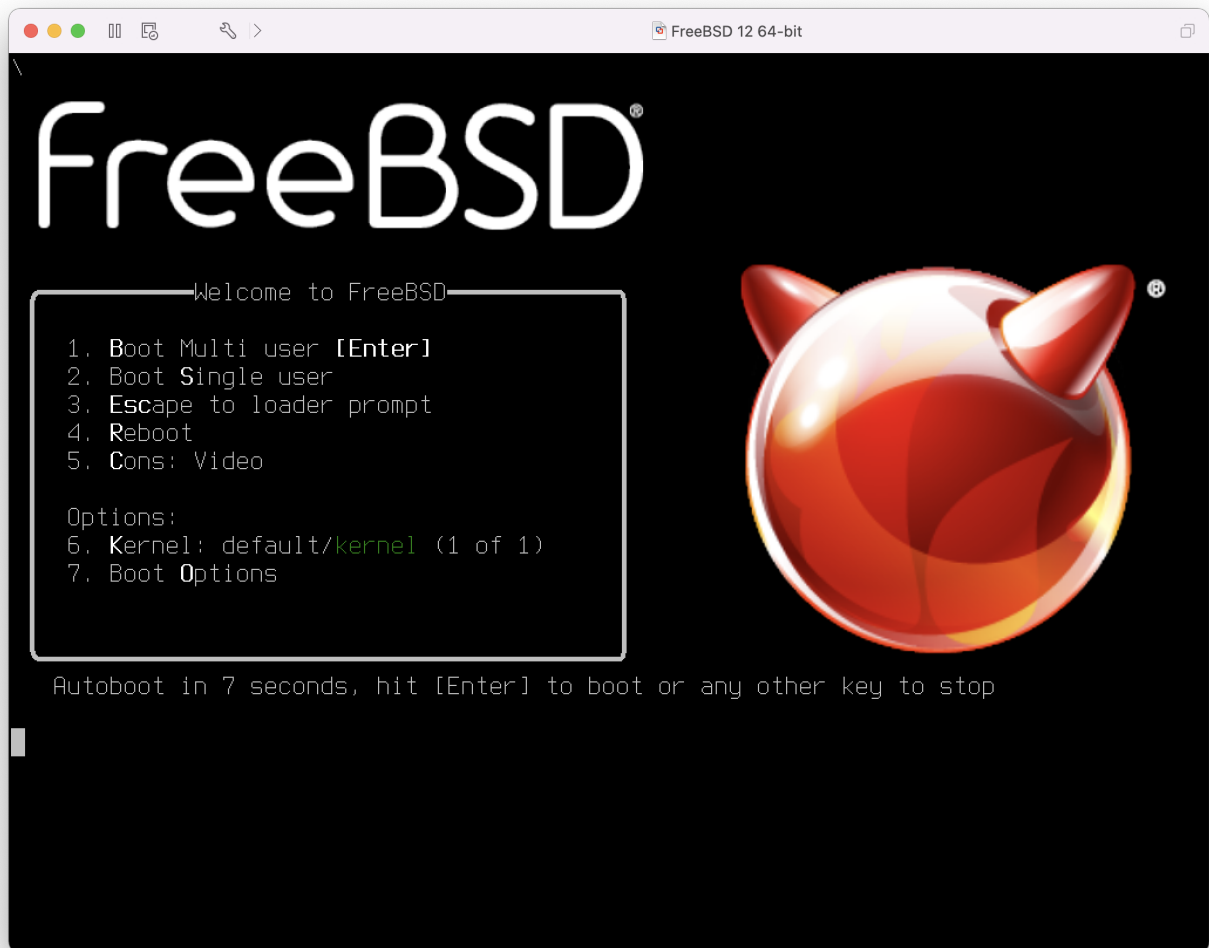 FreeBSD 12 64-bit
\
FreeBSD®
Welcome to FreeBSD
®
1. Boot Multi user [Enter]
2. Boot Single user
3. Escape to loader prompt
4. Reboot
5. Cons: Video
Options:
6. Kernel: default/kernel (1 of 1)
7. Boot Options
Autoboot in 7 seconds, hit [Enter] to boot or any other key to stop